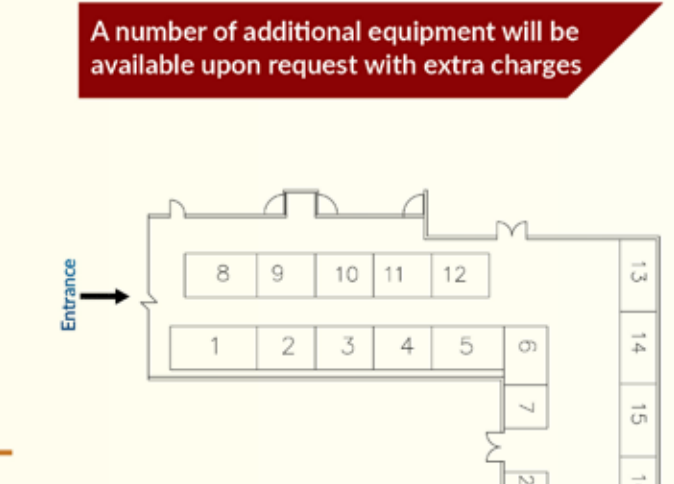 A number of additional equipment will be
available upon request with extra charges
Entrance
8 9 10 11 12
13
1 2 3 4 5 6
14
7
15